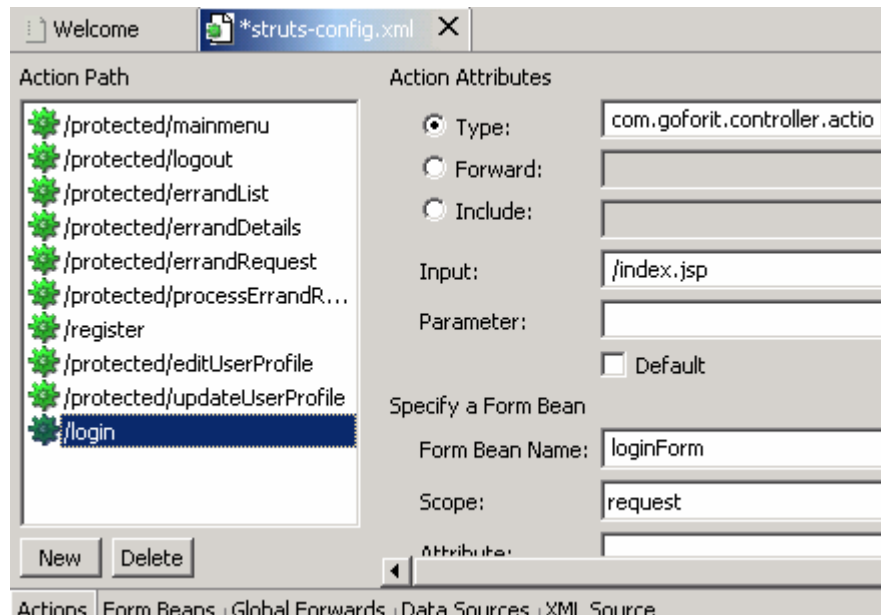 Welcome
*struts-config.xml
Action Path
/protected/mainmenu
/protected/logout
/protected/errandList
/protected/errandDetails
/protected/errandRequest
/protected/processErrandR...
/register
/protected/editUserProfile
/protected/updateUserProfile
/login
New Delete
Action Attributes
Type: com.goforit.controller.actio
Forward:
Include:
Input: /index.jsp
Parameter:
Default
Specify a Form Bean
Form Bean Name: loginForm
Scope: request
Attribute:
Actions Form Beans Global Forwards Data Sources XML Source